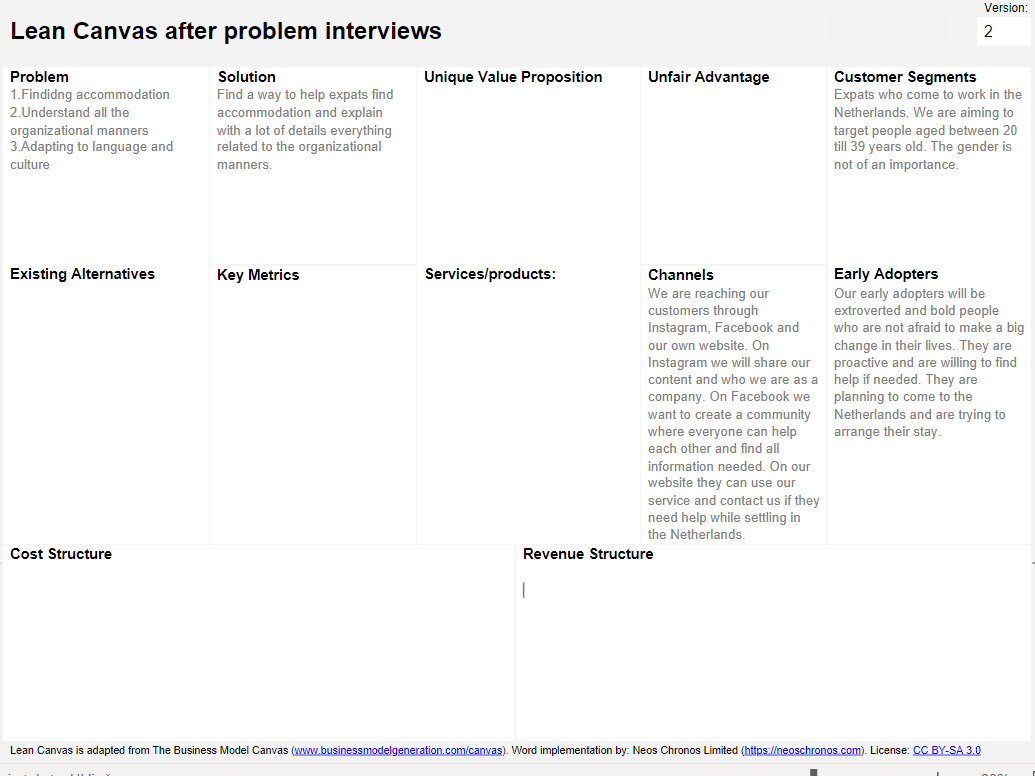 Version:
Lean Canvas after problem interviews
2
Problem
1.Findidng accommodation
2.Understand all the
organizational manners
3.Adapting to language and
culture
Solution
Find a way to help expats find
accommodation and explain
with a lot of details everything
related to the organizational
manners.
Unique Value Proposition
Unfair Advantage
Customer Segments
Expats who come to work in the
Netherlands. We are aiming to
target people aged between 20
till 39 years old. The gender is
not of an importance.
Existing Alternatives
Key Metrics
Services/products:
Channels
We are reaching our
customers through
Instagram, Facebook and
our own website. On
Instagram we will share our
content and who we are as a
company. On Facebook we
want to create a community
where everyone can help
each other and find all
information needed. On our
website they can use our
service and contact us if they
need help while settling in
the Netherlands.
Early Adopters
Our early adopters will be
extroverted and bold people
who are not afraid to make a big
change in their lives. They are
proactive and are willing to find
help if needed. They are
planning to come to the
Netherlands and are trying to
arrange their stay.
Cost Structure
Revenue Structure
Lean Canvas is adapted from The Business Model Canvas (www.businessmodelgeneration.com/canvas). Word implementation by: Neos Chronos Limited (https://neoschronos.com). License: CC BY-SA 3.0